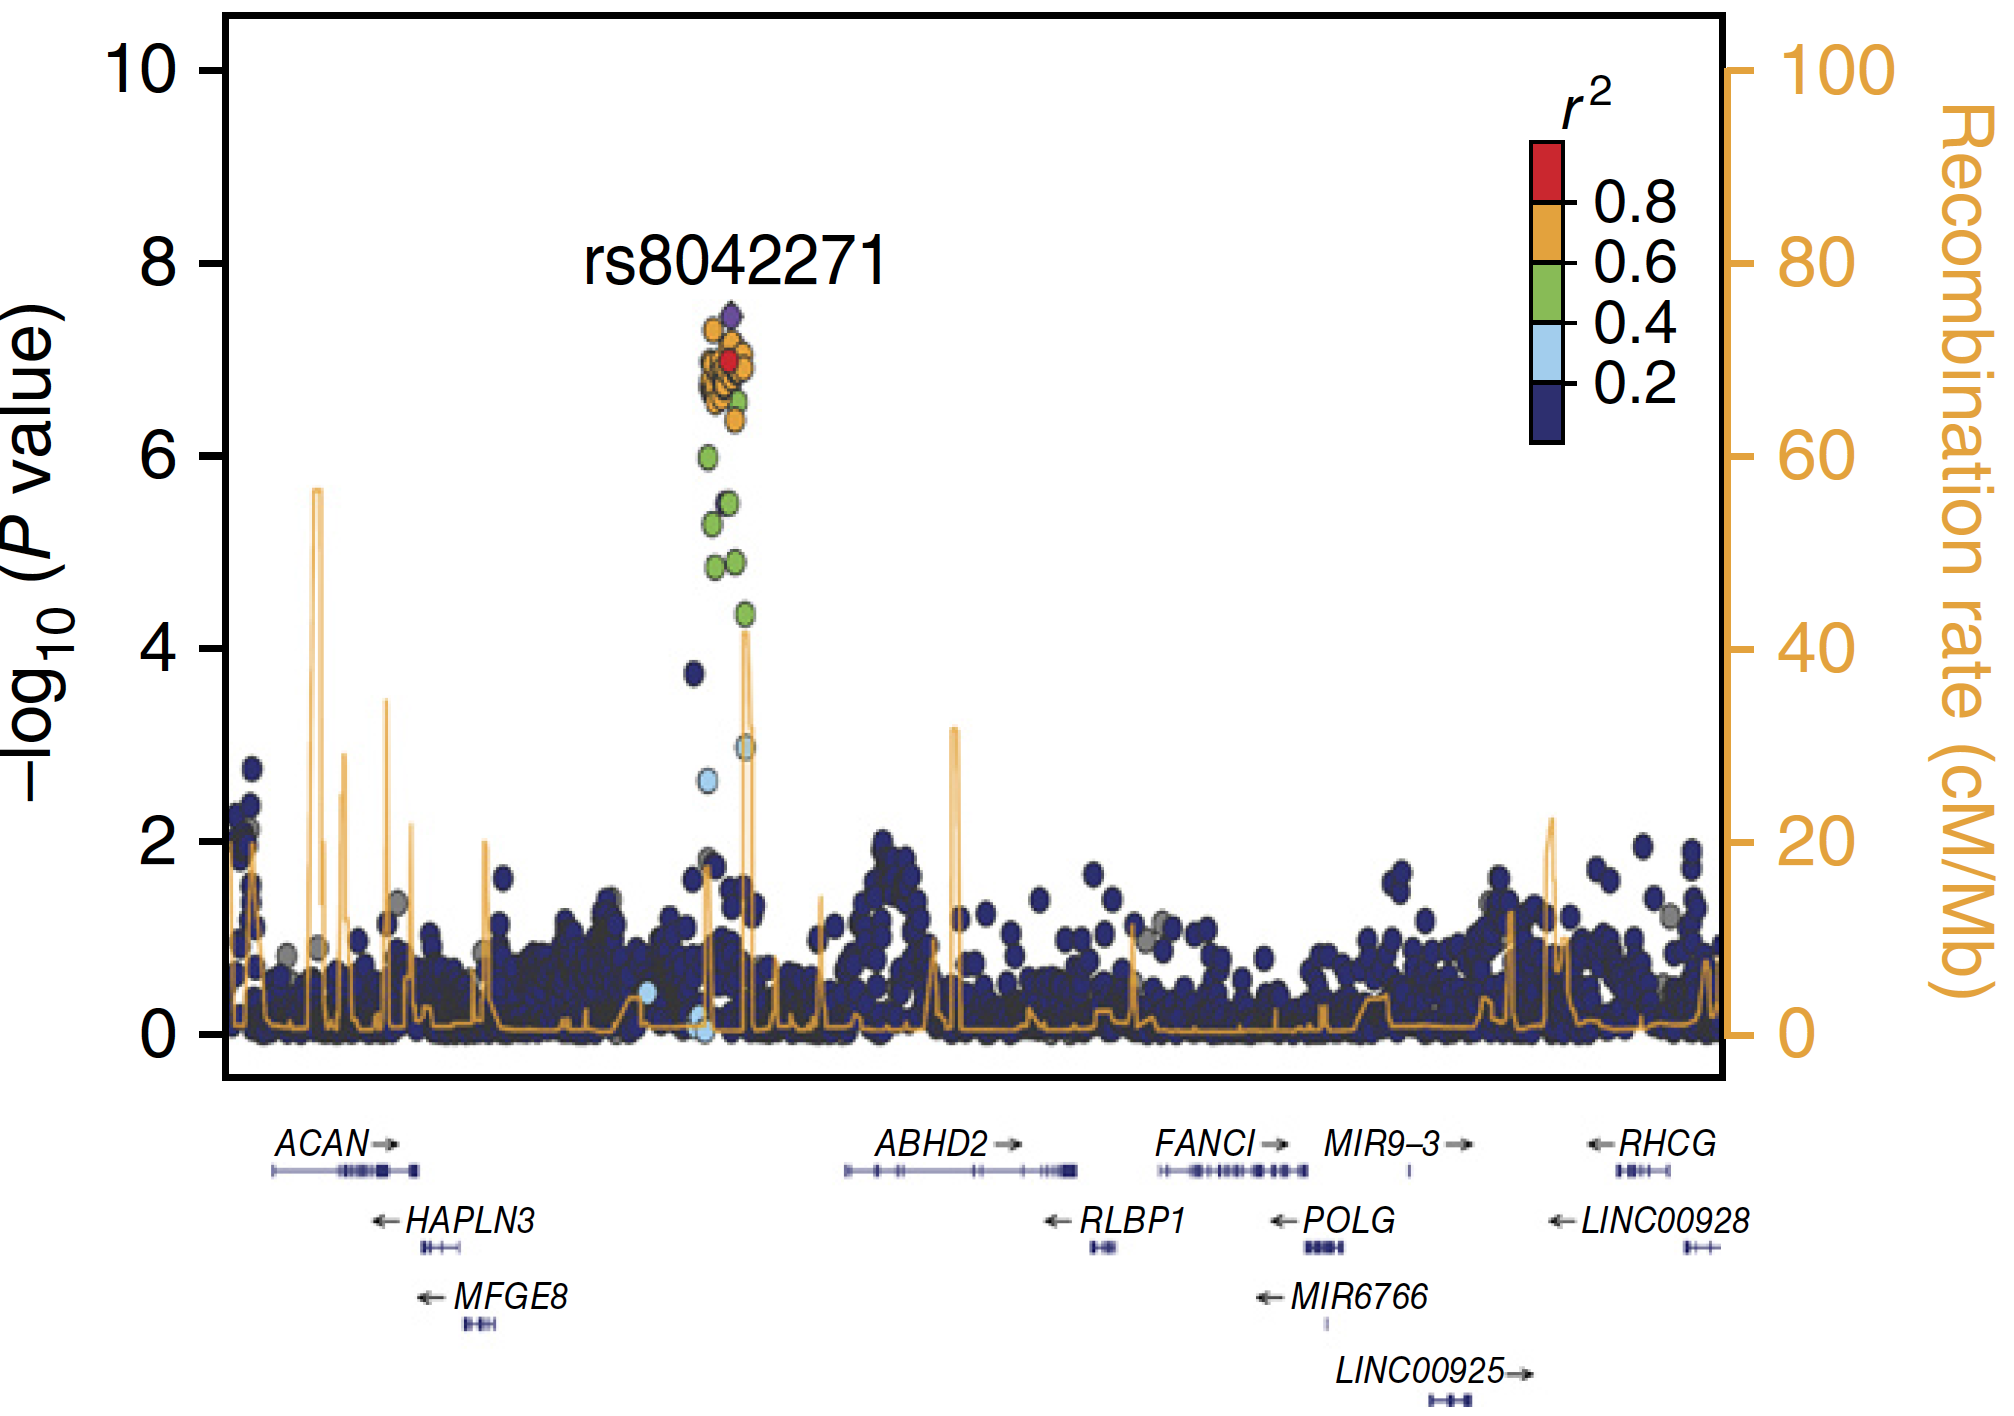 –log10 (P value)
10
8
6
4
2
0
rs8042271
r2
0.8
0.6
0.4
0.2
100
80
60
40
20
0
Recombination rate (cM/Mb)
ACAN→
ABHD2→
FANCI→
MIR9–3→
←RHCG
←HAPLN3
←RLBP1
←POLG
←LINC00928
←MFGE8
←MIR6766
LINC00925→